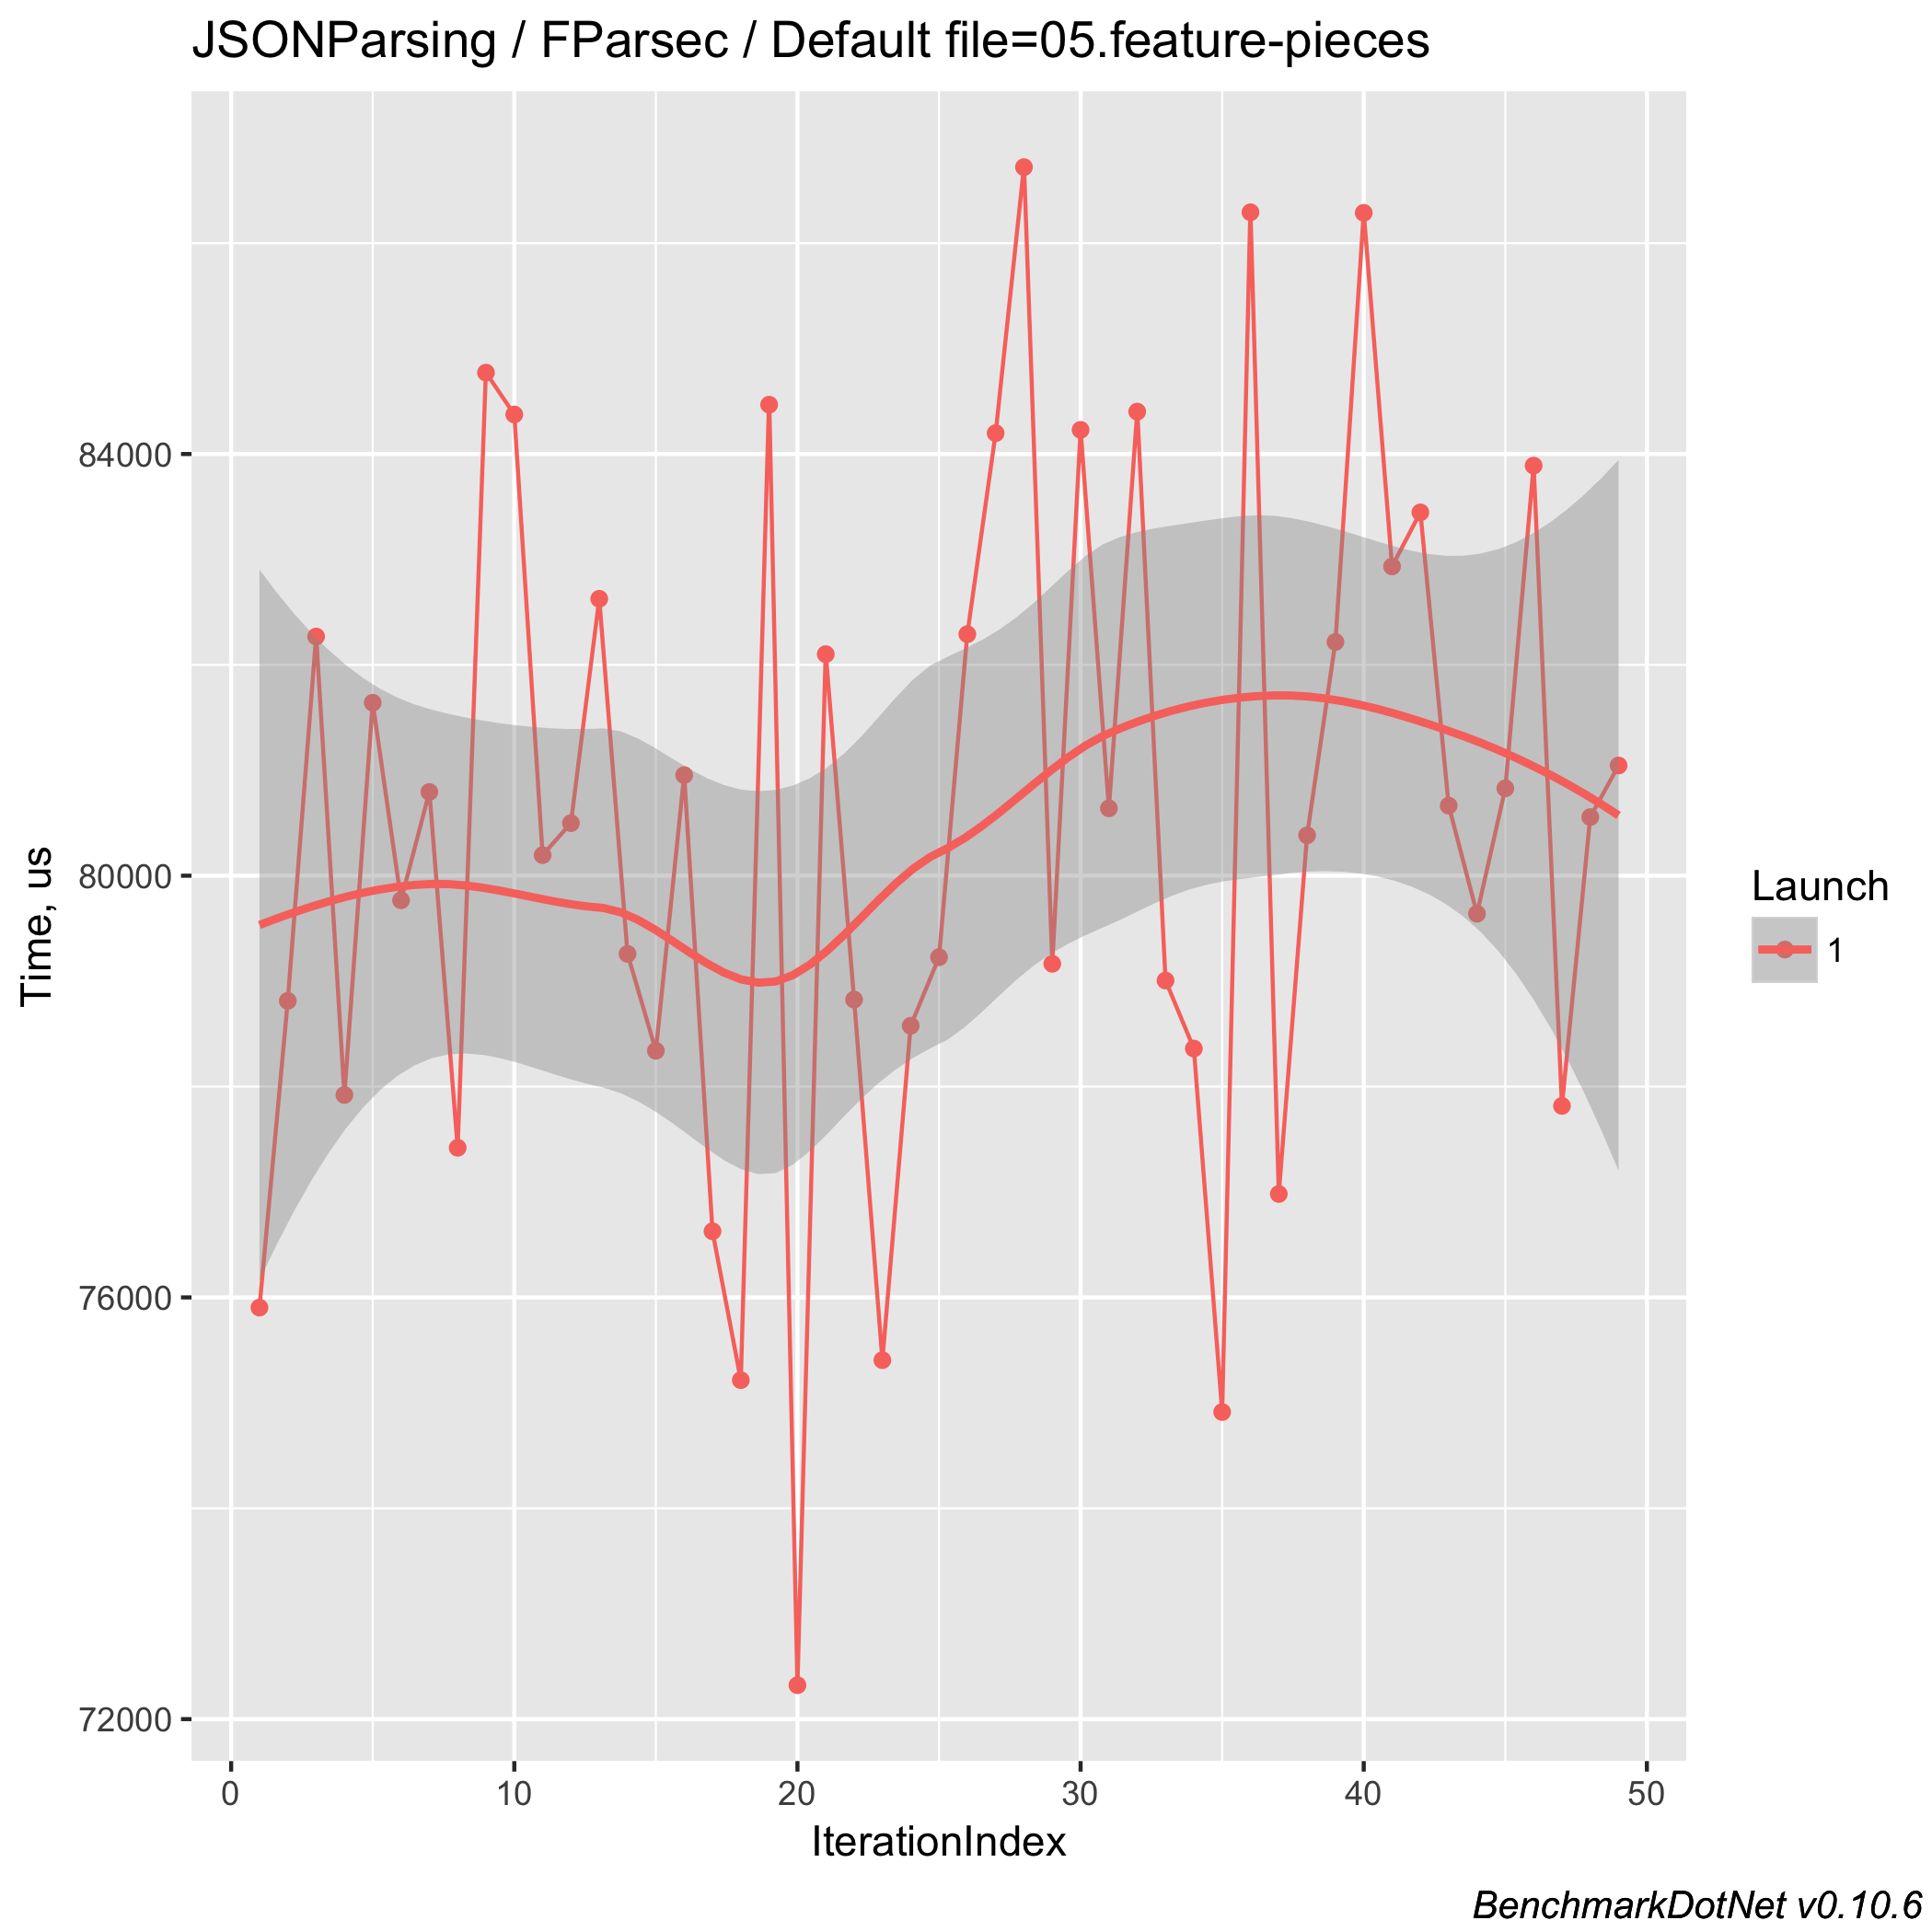 JSONParsing / FParsec / Default file=05.feature-pieces
Time, us
84000
80000
76000
72000
0 10 20 30 40 50
IterationIndex
Launch
1
BenchmarkDotNet v0.10.6